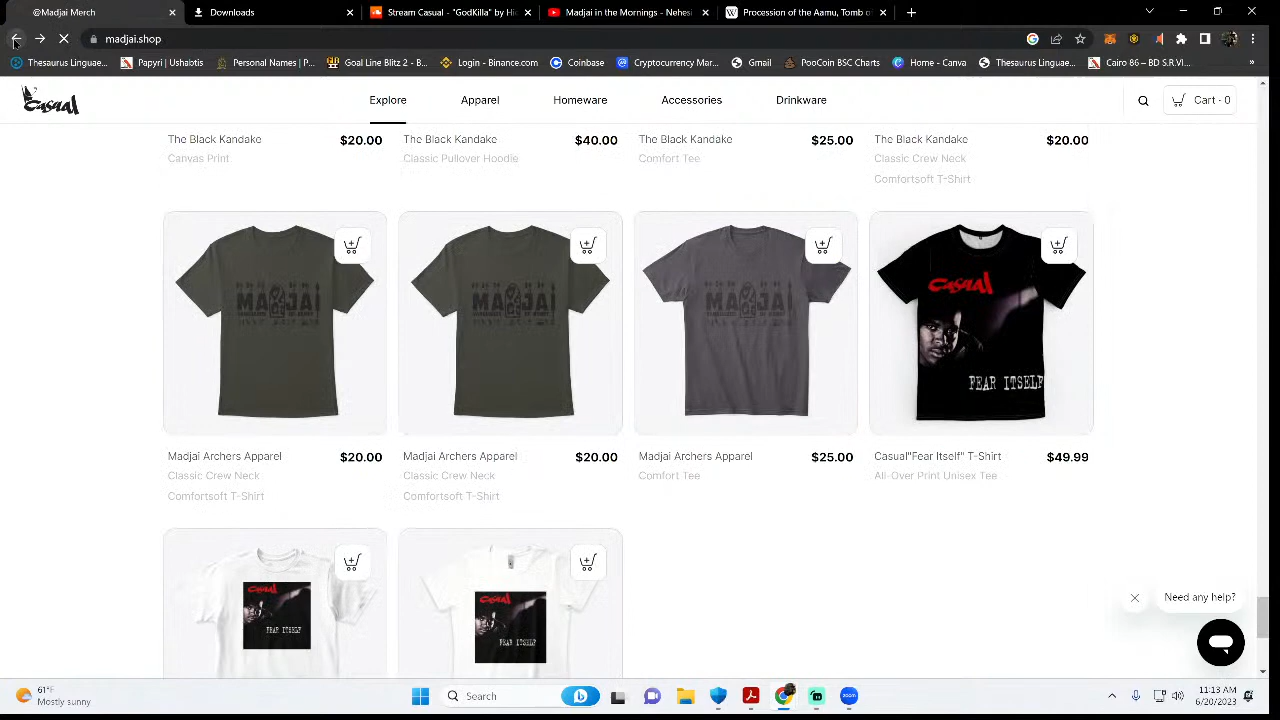 @Madjai Merch
Downloads
Stream Casual - "GodKilla" by Hi
Madjai in the Mornings - Nehesi
Procession of the Aamu, Tomb o
madjai.shop
Thesaurus Linguae...
Papyri | Ushabtis
Personal Names | P...
Goal Line Blitz 2 - B...
Login - Binance.com
Coinbase
Cryptocurrency Mar...
Gmail
PooCoin BSC Charts
Home - Canva
Thesaurus Linguae...
Cairo 86 – BD S.R.VI...
Casual
Explore
Apparel
Homeware
Accessories
Drinkware
Cart · 0
The Black Kandake $20.00
Canvas Print
The Black Kandake $40.00
Classic Pullover Hoodie
The Black Kandake $25.00
Comfort Tee
The Black Kandake $20.00
Classic Crew Neck
Comfortsoft T-Shirt
MADJAI
MADJAI
MADJAI
Casual
FEAR ITSELF
Madjai Archers Apparel $20.00
Classic Crew Neck
Comfortsoft T-Shirt
Madjai Archers Apparel $20.00
Classic Crew Neck
Comfortsoft T-Shirt
Madjai Archers Apparel $25.00
Comfort Tee
Casual"Fear Itself" T-Shirt $49.99
All-Over Print Unisex Tee
Casual
FEAR ITSELF
Casual
FEAR ITSELF
Need any help?
61°F
Mostly sunny
Search
zoom
11:13 AM
6/20/2023